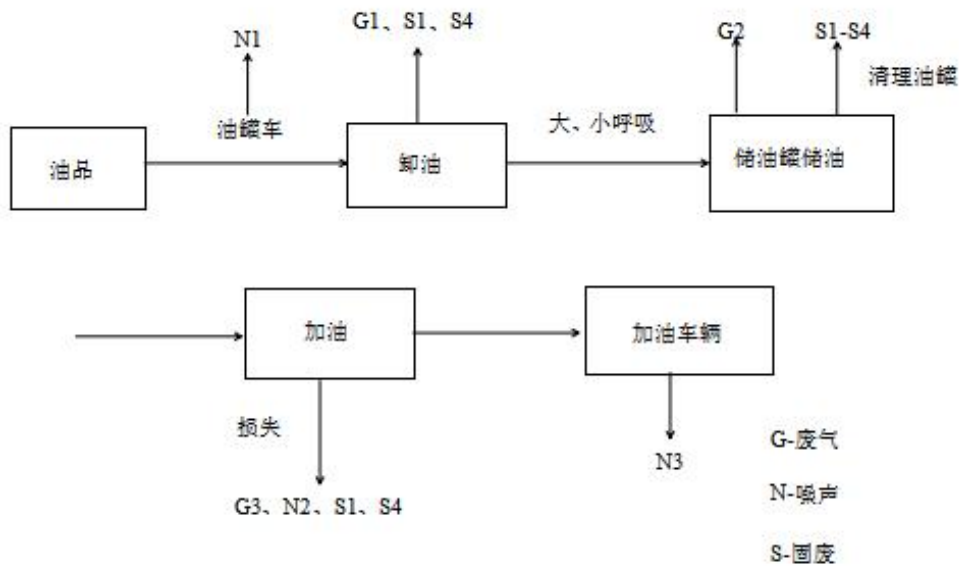 G1、S1、S4
G2
S1-S4
N1
清理油罐
油罐车
大、小呼吸
油品
卸油
储油罐储油
加油
加油车辆
损失
G-废气
N3
N-噪声
G3、N2、S1、S4
S-固废